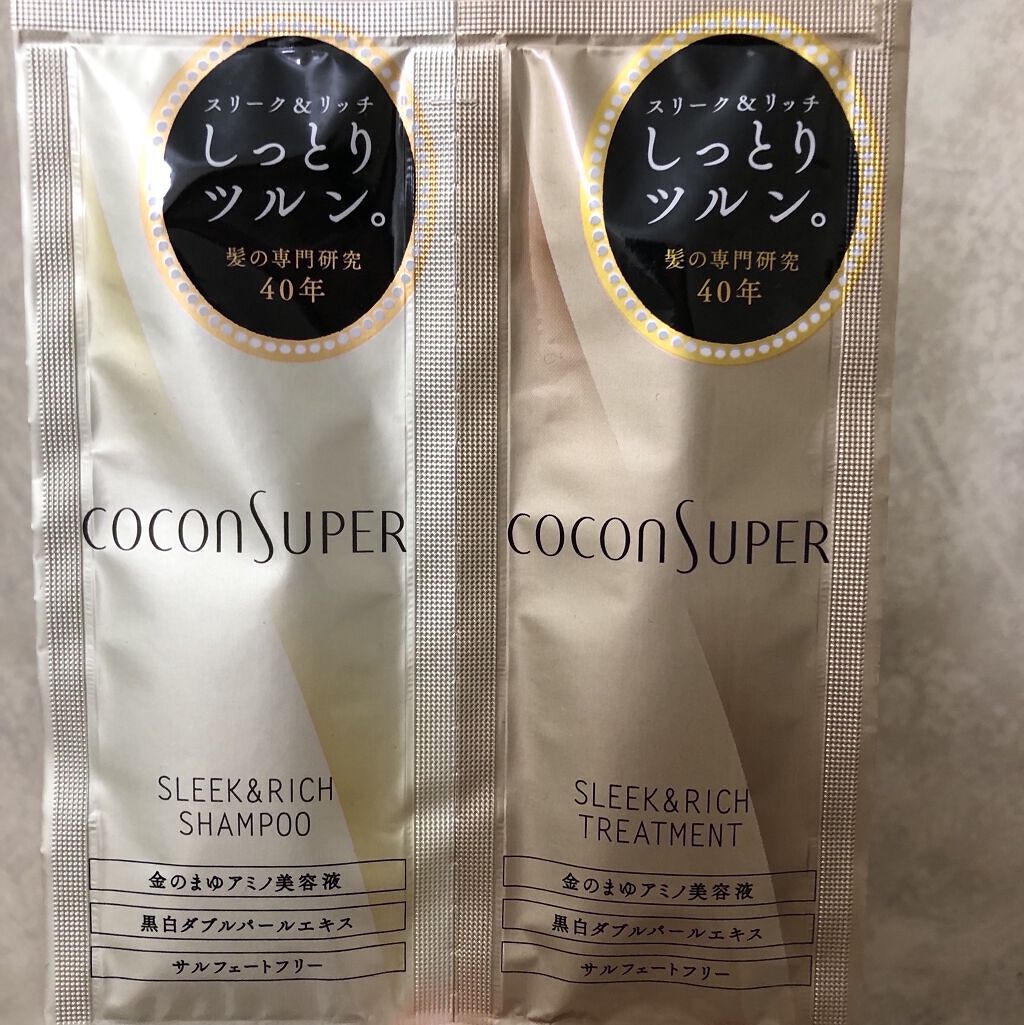 スリーク&リッチ
しっとり
ツルン。
髪の専門研究
40年
COCONSUPER
SLEEK&RICH
SHAMPOO
金のまゆアミノ美容液
黒白ダブルパールエキス
サルフェートフリー
スリーク&リッチ
しっとり
ツルン。
髪の専門研究
40年
COCONSUPER
SLEEK&RICH
TREATMENT
金のまゆアミノ美容液
黒白ダブルパールエキス
サルフェートフリー